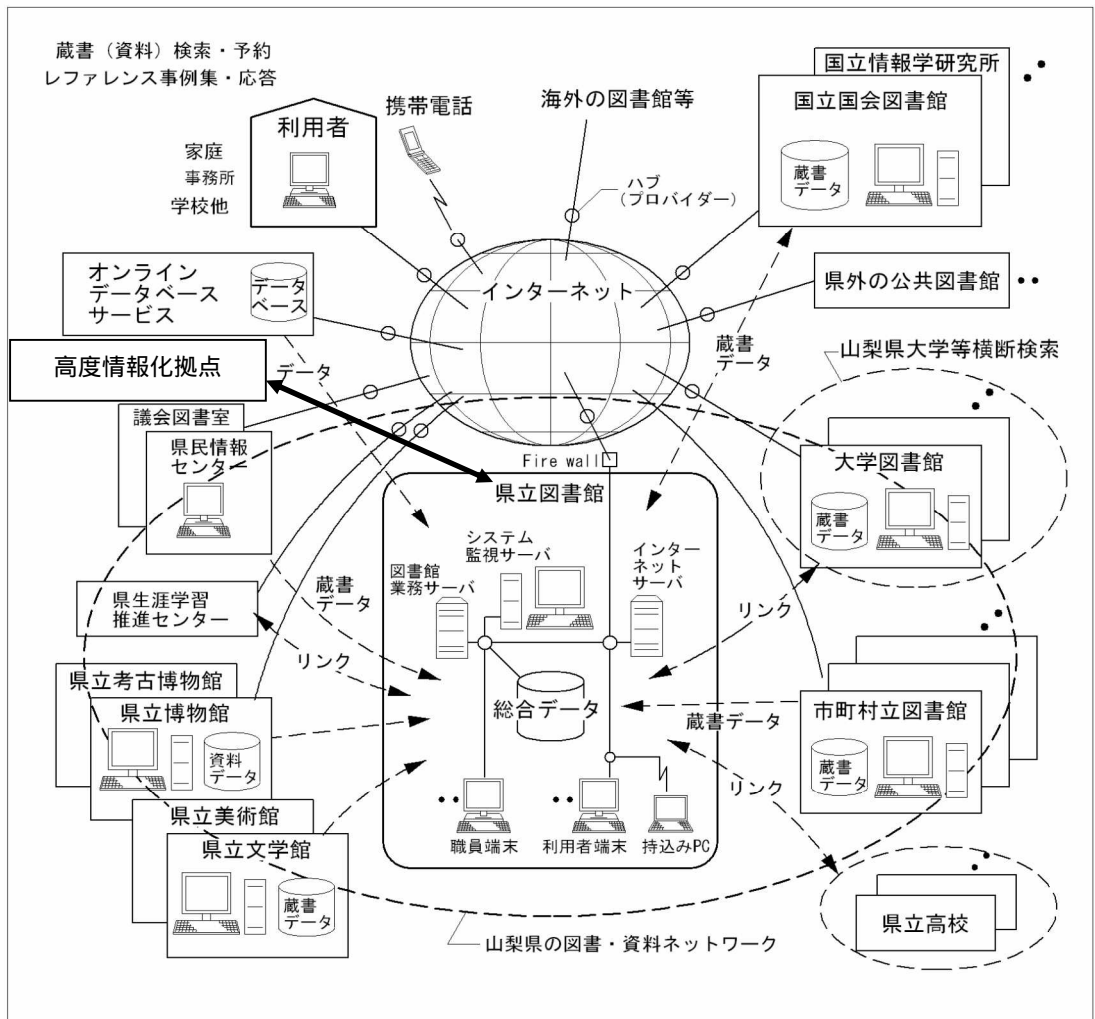 蔵書（資料）検索・予約
レファレンス事例集・応答
利用者
家庭
事務所
学校他
携帯電話
海外の図書館等
ハブ
（プロバイダー）
国立情報学研究所
国立国会図書館
蔵書
データ
オンライン
データベース
サービス
データ
ベース
インターネット
県外の公共図書館
高度情報化拠点
データ
蔵書
データ
山梨県大学等横断検索
議会図書室
県民情報
センター
Fire wall
県立図書館
大学図書館
蔵書
データ
システム
監視サーバ
図書館
業務サーバ
インター
ネット
サーバ
蔵書
データ
県生涯学習
推進センター
リンク
リンク
総合データ
県立考古博物館
県立博物館
資料
データ
蔵書データ
市町村立図書館
蔵書
データ
リンク
県立美術館
県立文学館
蔵書
データ
職員端末
利用者端末
持込みPC
県立高校
山梨県の図書・資料ネットワーク